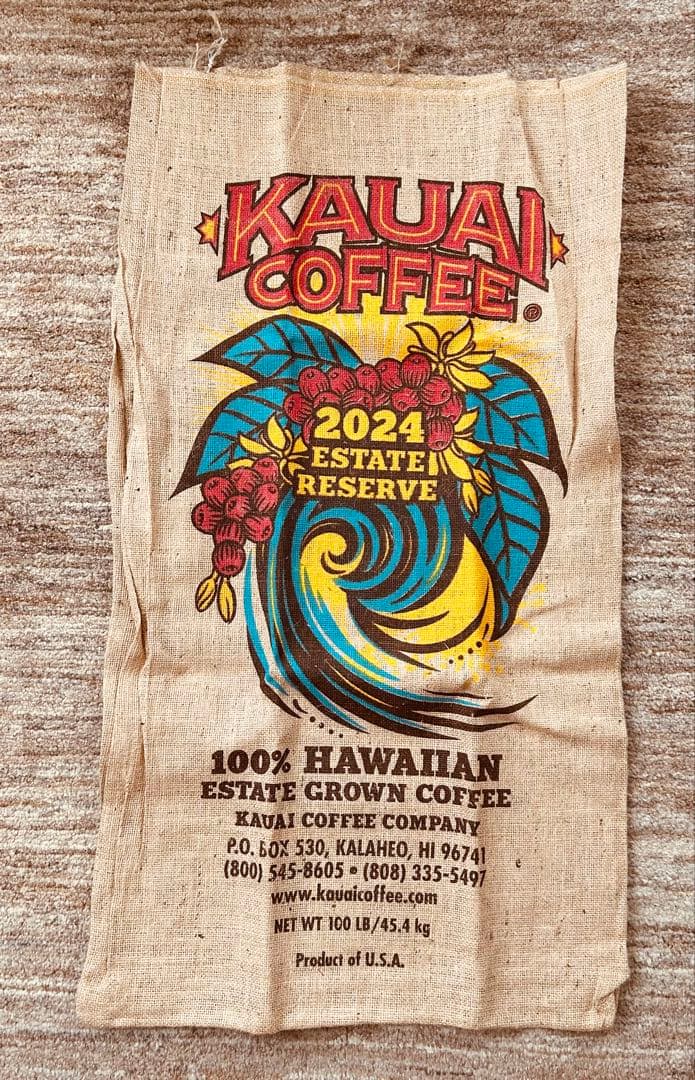 KAUAI
COFFEE®
2024
ESTATE
RESERVE
100% HAWAIIAN
ESTATE GROWN COFFEE
KAUAI COFFEE COMPANY
P.O. BOX 530, KALAHEO, HI 96741
(800) 545-8605 • (808) 335-5497
www.kauaicoffee.com
NET WT 100 LB/45.4 kg
Product of U.S.A.